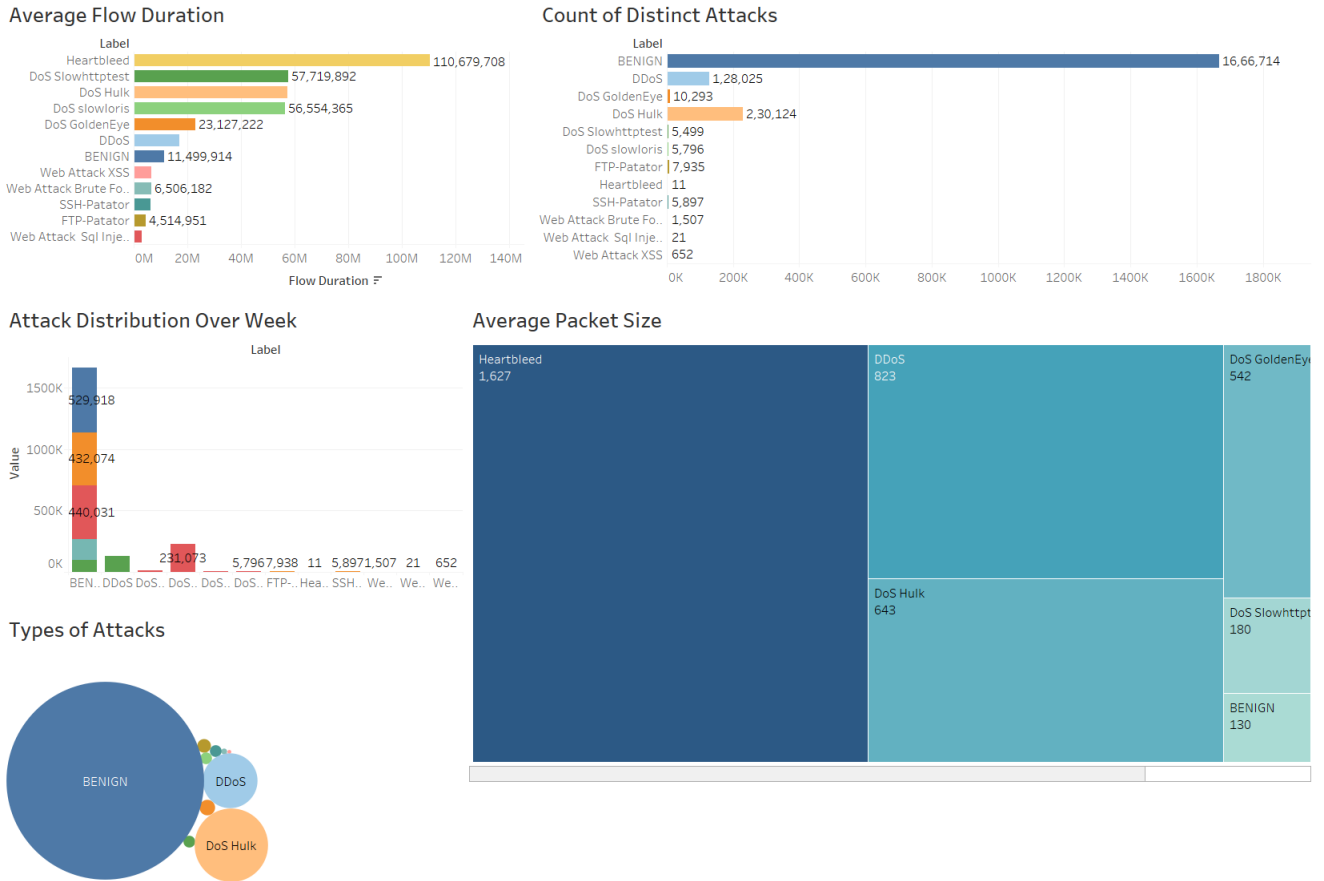 Average Flow Duration
Label
Heartbleed 110,679,708
DoS Slowhttptest 57,719,892
DoS Hulk
DoS slowloris 56,554,365
DoS GoldenEye 23,127,222
DDoS
BENIGN 11,499,914
Web Attack XSS
Web Attack Brute Fo.. 6,506,182
SSH-Patator
FTP-Patator 4,514,951
Web Attack Sql Inje..
0M 20M 40M 60M 80M 100M 120M 140M
Flow Duration
Count of Distinct Attacks
Label
BENIGN 16,66,714
DDoS 1,28,025
DoS GoldenEye 10,293
DoS Hulk 2,30,124
DoS Slowhttptest 5,499
DoS slowloris 5,796
FTP-Patator 7,935
Heartbleed 11
SSH-Patator 5,897
Web Attack Brute Fo.. 1,507
Web Attack Sql Inje.. 21
Web Attack XSS 652
0K 200K 400K 600K 800K 1000K 1200K 1400K 1600K 1800K
Attack Distribution Over Week
Label
Value
1500K
1000K
500K
0K
529,918
432,074
440,031
231,073
5,796 7,938 11 5,897 1,507 21 652
BEN.. DDoS DoS.. DoS.. DoS.. DoS.. FTP-.. Hea.. SSH.. We.. We.. We..
Average Packet Size
Heartbleed
1,627
DDoS
823
DoS Hulk
643
DoS GoldenEye
542
DoS Slowhttpt
180
BENIGN
130
Types of Attacks
BENIGN
DDoS
DoS Hulk